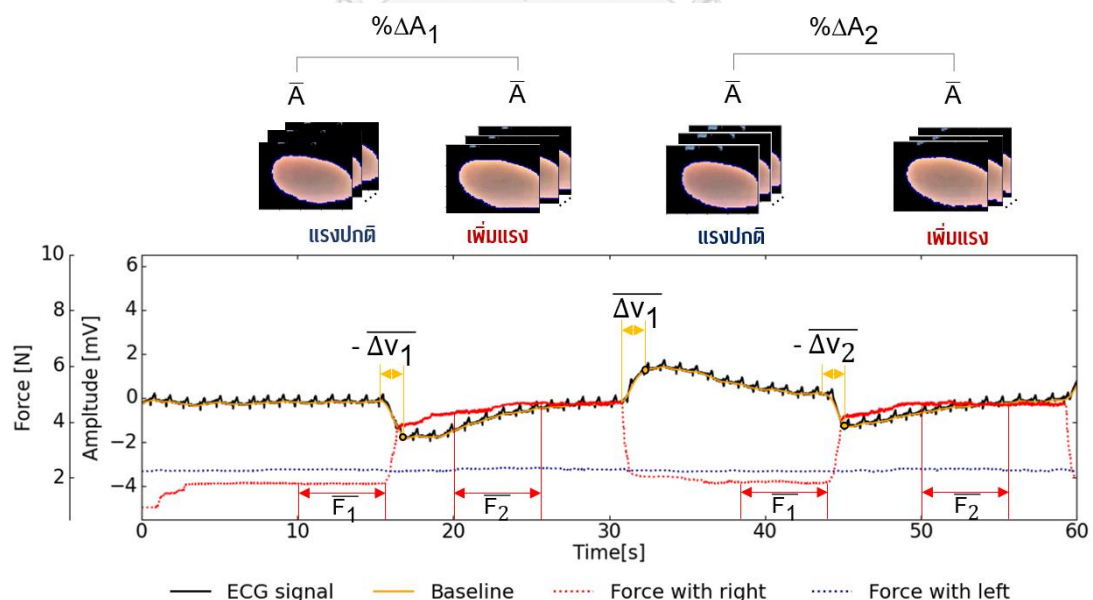 %ΔA₁ %ΔA₂
A̅ A̅ A̅ A̅
... ... ... ...
แรงปกติ เพิ่มแรง แรงปกติ เพิ่มแรง
10 6
8 4
6 2
4 0
2 −2
−4
Force [N]
Ampltude [mV]
- Δv₁ Δv₁ - Δv₂
F₁ F₂ F₁ F₂
0 10 20 30 40 50 60
Time[s]
ECG signal Baseline Force with right Force with left